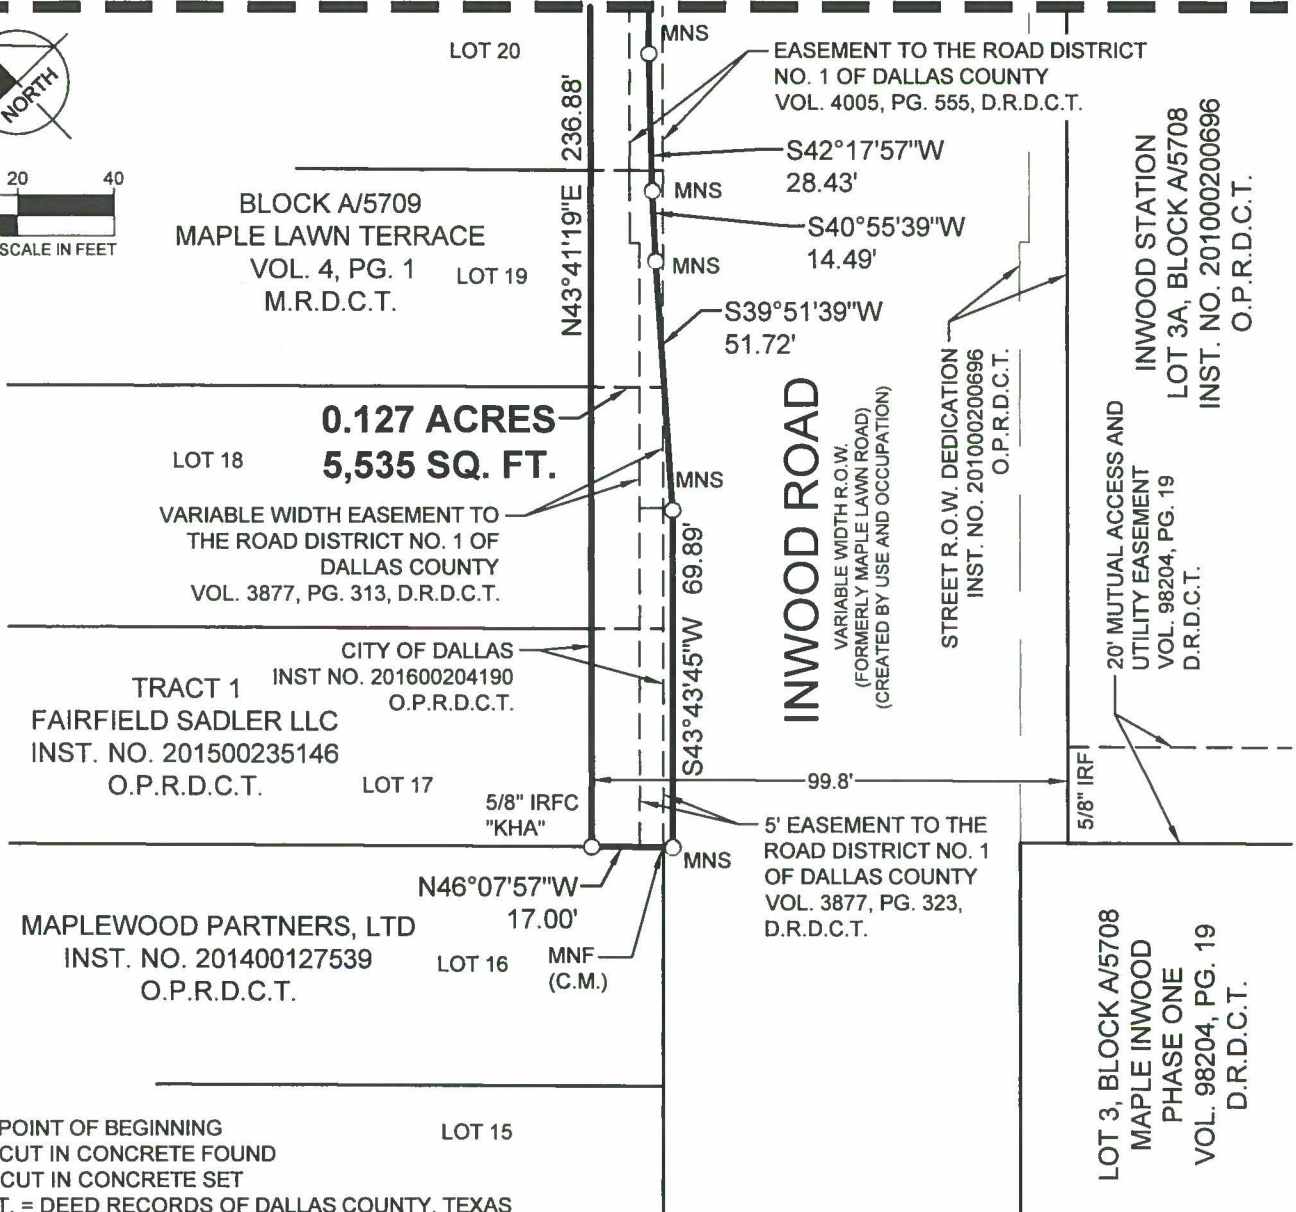 MNS
LOT 20
EASEMENT TO THE ROAD DISTRICT
NO. 1 OF DALLAS COUNTY
VOL. 4005, PG. 555, D.R.D.C.T.
NORTH
20 40
SCALE IN FEET
N43°41'19"E 236.88'
S42°17'57"W
28.43'
MNS
S40°55'39"W
14.49'
MNS
S39°51'39"W
51.72'
BLOCK A/5709
MAPLE LAWN TERRACE
VOL. 4, PG. 1
M.R.D.C.T.
LOT 19
INWOOD STATION
LOT 3A, BLOCK A/5708
INST. NO. 201000200696
O.P.R.D.C.T.
0.127 ACRES
5,535 SQ. FT.
LOT 18
MNS
VARIABLE WIDTH EASEMENT TO
THE ROAD DISTRICT NO. 1 OF
DALLAS COUNTY
VOL. 3877, PG. 313, D.R.D.C.T.
S43°43'45"W 69.89'
INWOOD ROAD
VARIABLE WIDTH R.O.W.
(FORMERLY MAPLE LAWN ROAD)
(CREATED BY USE AND OCCUPATION)
STREET R.O.W. DEDICATION
INST. NO. 201000200696
O.P.R.D.C.T.
20' MUTUAL ACCESS AND
UTILITY EASEMENT
VOL. 98204, PG. 19
D.R.D.C.T.
CITY OF DALLAS
INST NO. 201600204190
O.P.R.D.C.T.
TRACT 1
FAIRFIELD SADLER LLC
INST. NO. 201500235146
O.P.R.D.C.T.
LOT 17
5/8" IRFC
"KHA"
99.8'
5/8" IRF
MNS
5' EASEMENT TO THE
ROAD DISTRICT NO. 1
OF DALLAS COUNTY
VOL. 3877, PG. 323,
D.R.D.C.T.
N46°07'57"W
17.00'
MAPLEWOOD PARTNERS, LTD
INST. NO. 201400127539
O.P.R.D.C.T.
LOT 16
MNF
(C.M.)
LOT 3, BLOCK A/5708
MAPLE INWOOD
PHASE ONE
VOL. 98204, PG. 19
D.R.D.C.T.
LOT 15
POINT OF BEGINNING
CUT IN CONCRETE FOUND
CUT IN CONCRETE SET
T. = DEED RECORDS OF DALLAS COUNTY, TEXAS